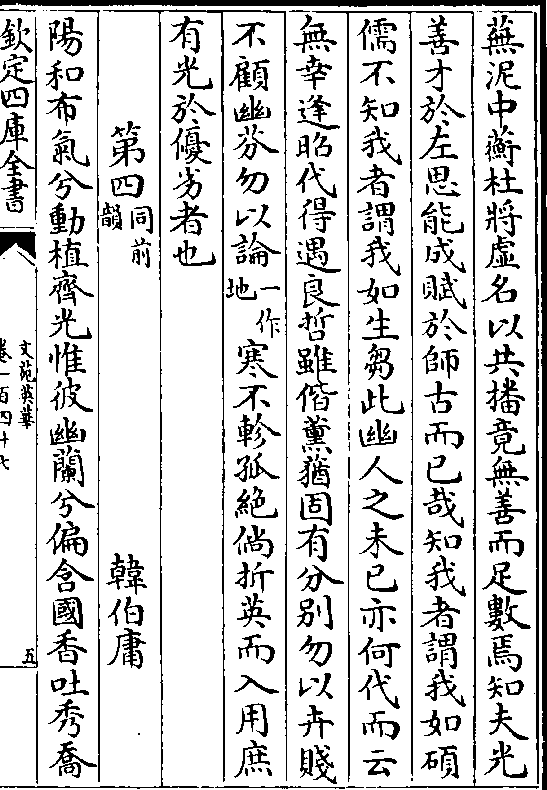 蕪泥中蘅杜將虛名以共播竟無善而足數焉知夫光
善才於左思能成賦於師古而已哉知我者謂我如碩
儒不知我者謂我如生芻此幽人之未已亦何代而云
無幸逢昭代得遇良哲雖偕薰猶固有分別勿以卉賤
不顧幽芬勿以論一作地寒不軫孤絶倘折英而入用庶
有光於優劣者也
第四同前韻 韓伯庸
陽和布氣兮動植齊光惟彼幽蘭兮偏含國香吐秀喬
欽定四庫全書 文苑英華卷一百四十七 五